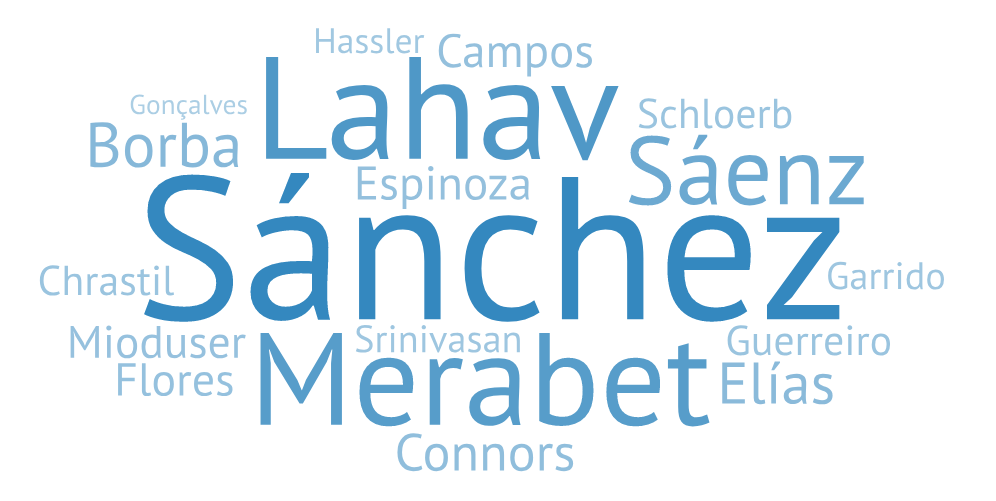 Hassler
Campos
Lahav
Gonçalves
Schloerb
Borba
Sáenz
Espinoza
Sánchez
Chrastil
Garrido
Mioduser
Srinivasan
Guerreiro
Flores
Merabet
Elías
Connors